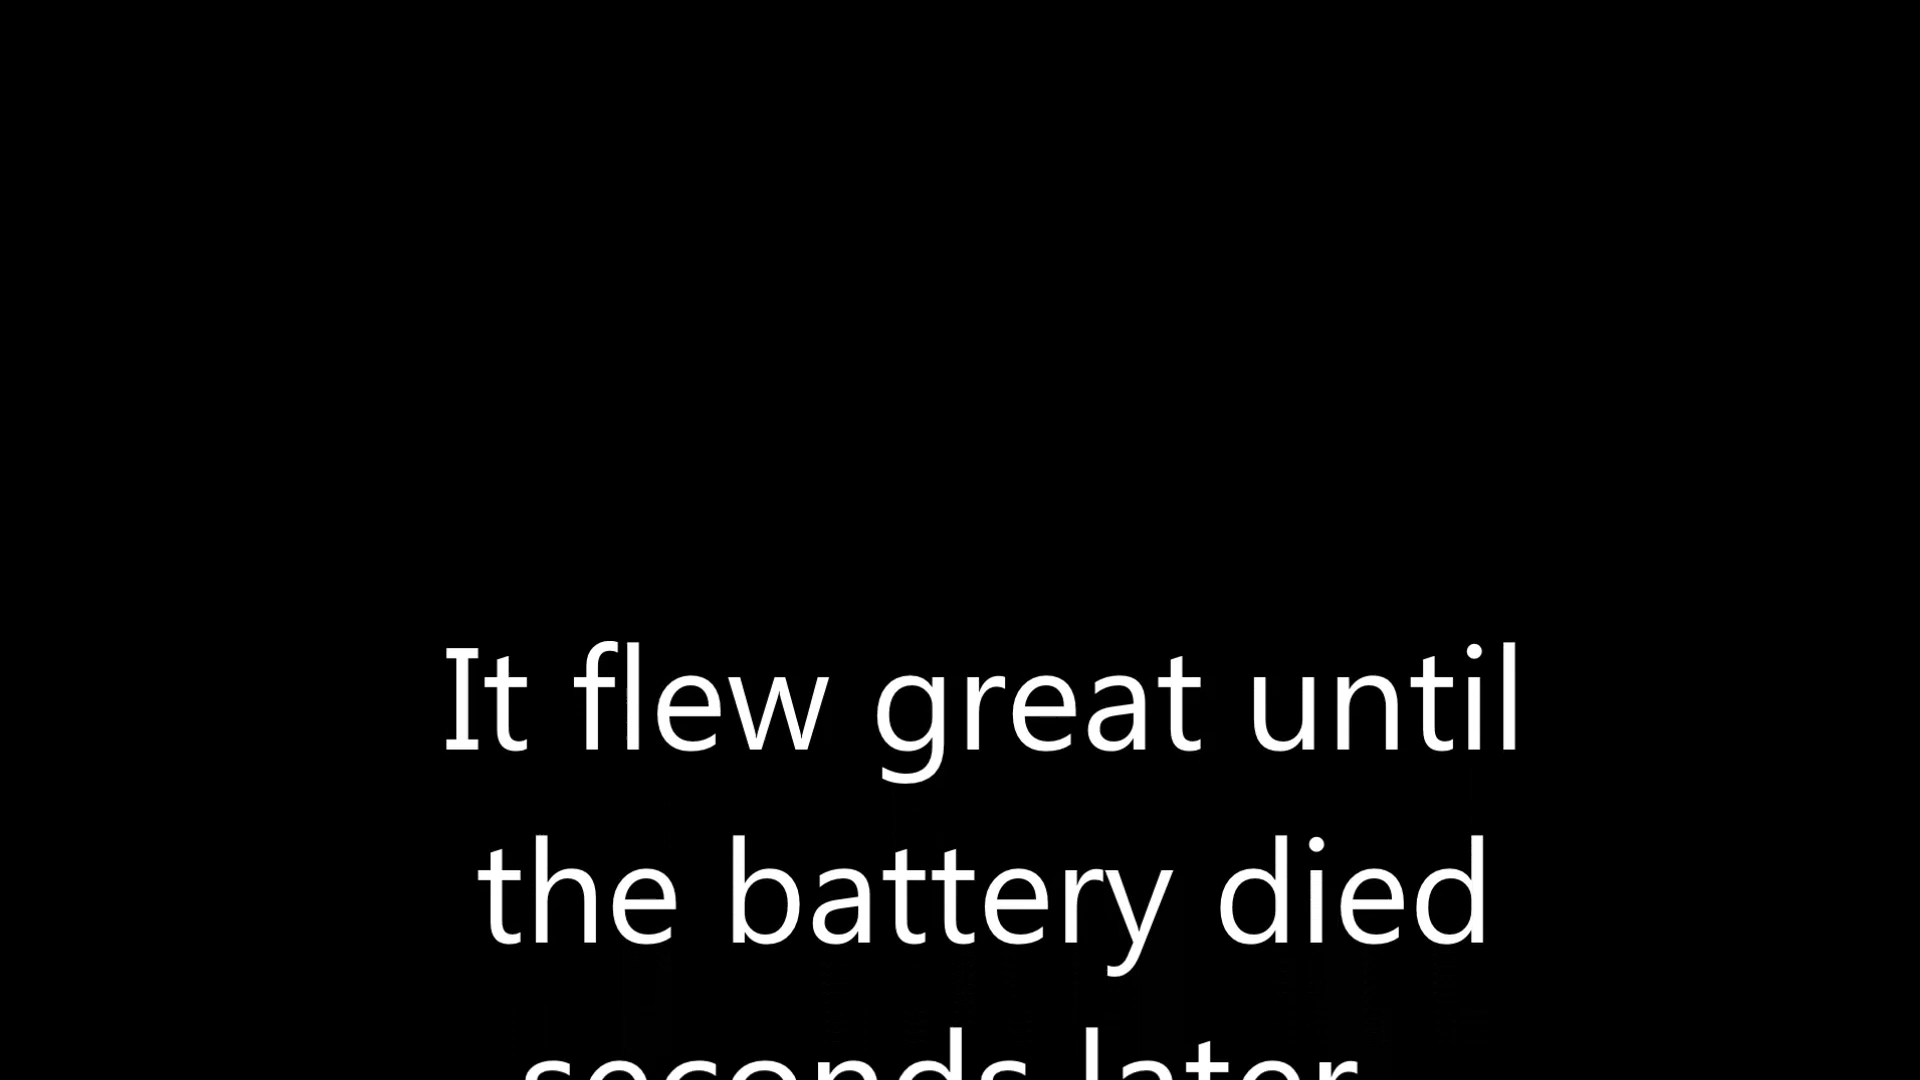 It flew great until
the battery died
seconds later